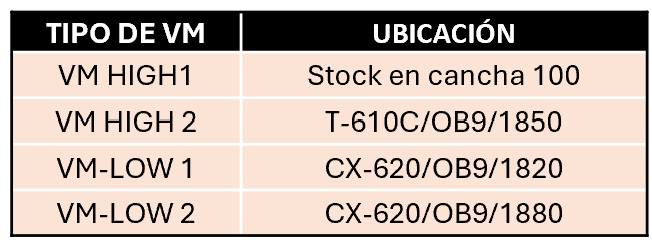 TIPO DE VM UBICACIÓN
VM HIGH1 Stock en cancha 100
VM HIGH 2 T-610C/OB9/1850
VM-LOW 1 CX-620/OB9/1820
VM-LOW 2 CX-620/OB9/1880